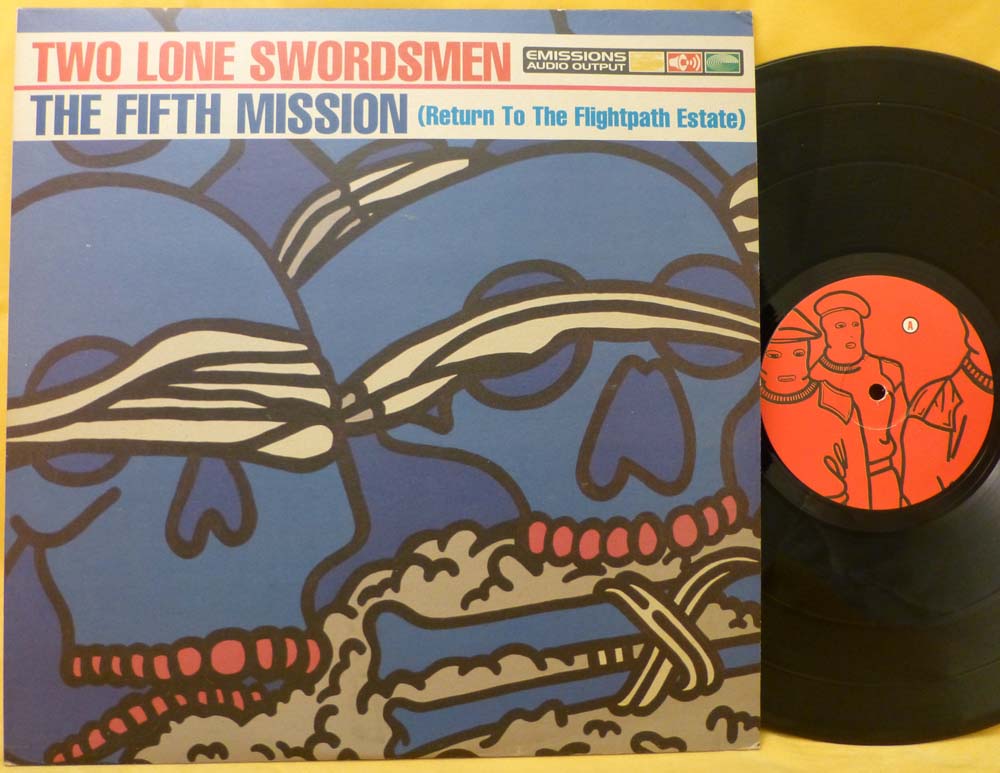 TWO LONE SWORDSMEN
EMISSIONS
AUDIO OUTPUT
THE FIFTH MISSION (Return To The Flightpath Estate)
A